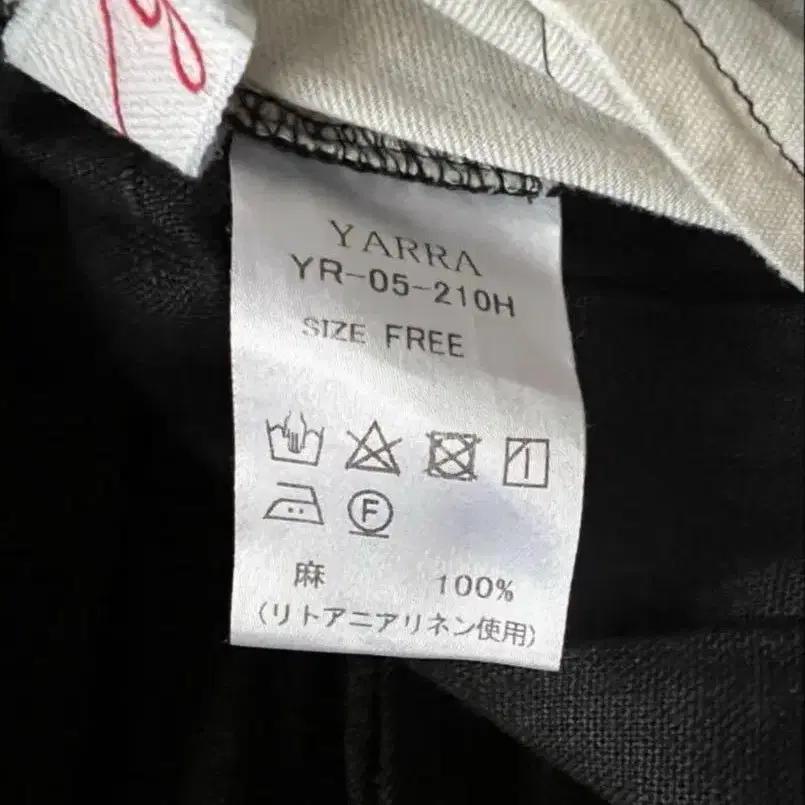 YARRA
YR-05-210H
SIZE FREE
F
麻 100%
(リトアニアリネン使用)